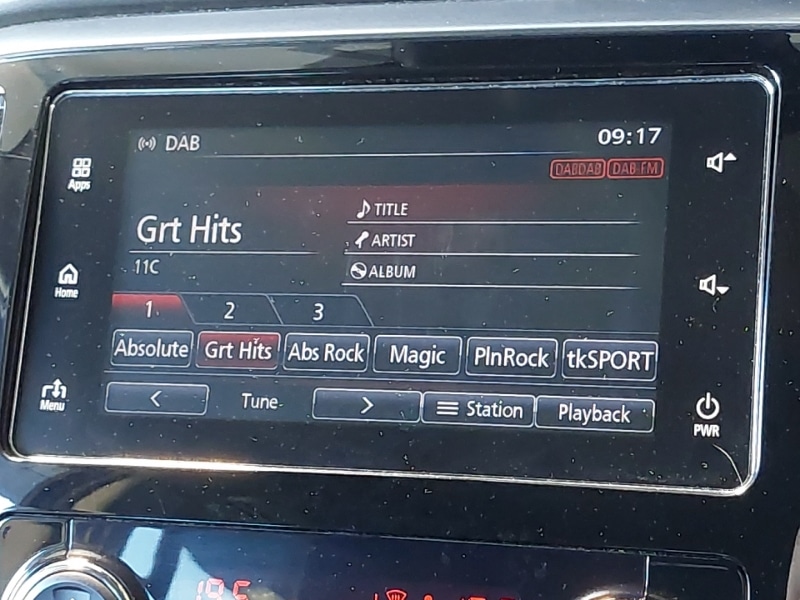 DAB
09:17
DABDAB DAB-FM
Apps
Grt Hits
TITLE
ARTIST
ALBUM
11C
Home
1 2 3
Absolute Grt Hits Abs Rock Magic PlnRock tkSPORT
Menu
< Tune > Station Playback
PWR